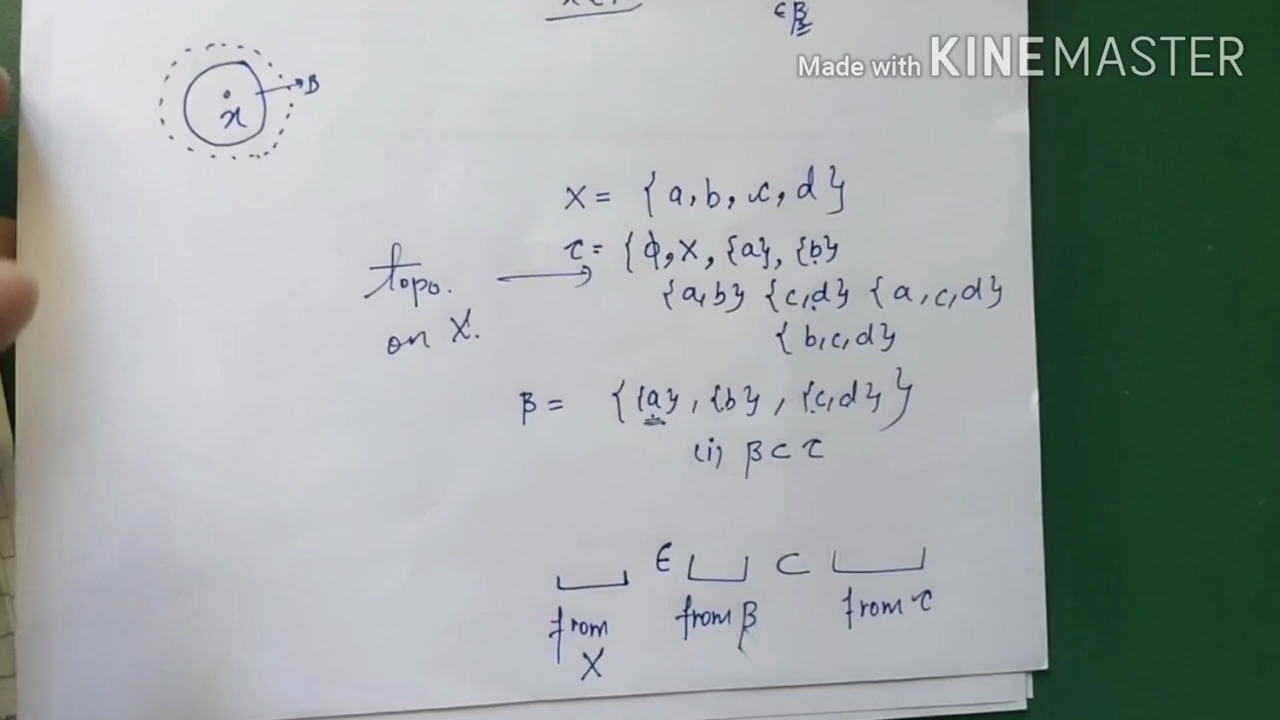 ∈ β
Made with KINEMASTER
B
x
X = { a, b, c, d }
τ = { ϕ, X, {a}, {b}
{a, b} {c, d} {a, c, d}
{b, c, d}
topo.
on X.
β = { {a}, {b}, {c, d} }
(i) β ⊂ τ
∈ ⊂
from X from β from τ